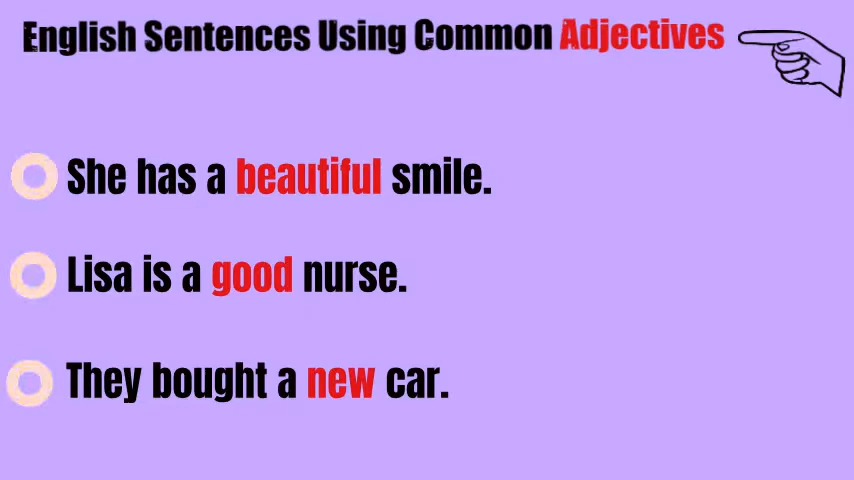 English Sentences Using Common Adjectives
She has a beautiful smile.
Lisa is a good nurse.
They bought a new car.